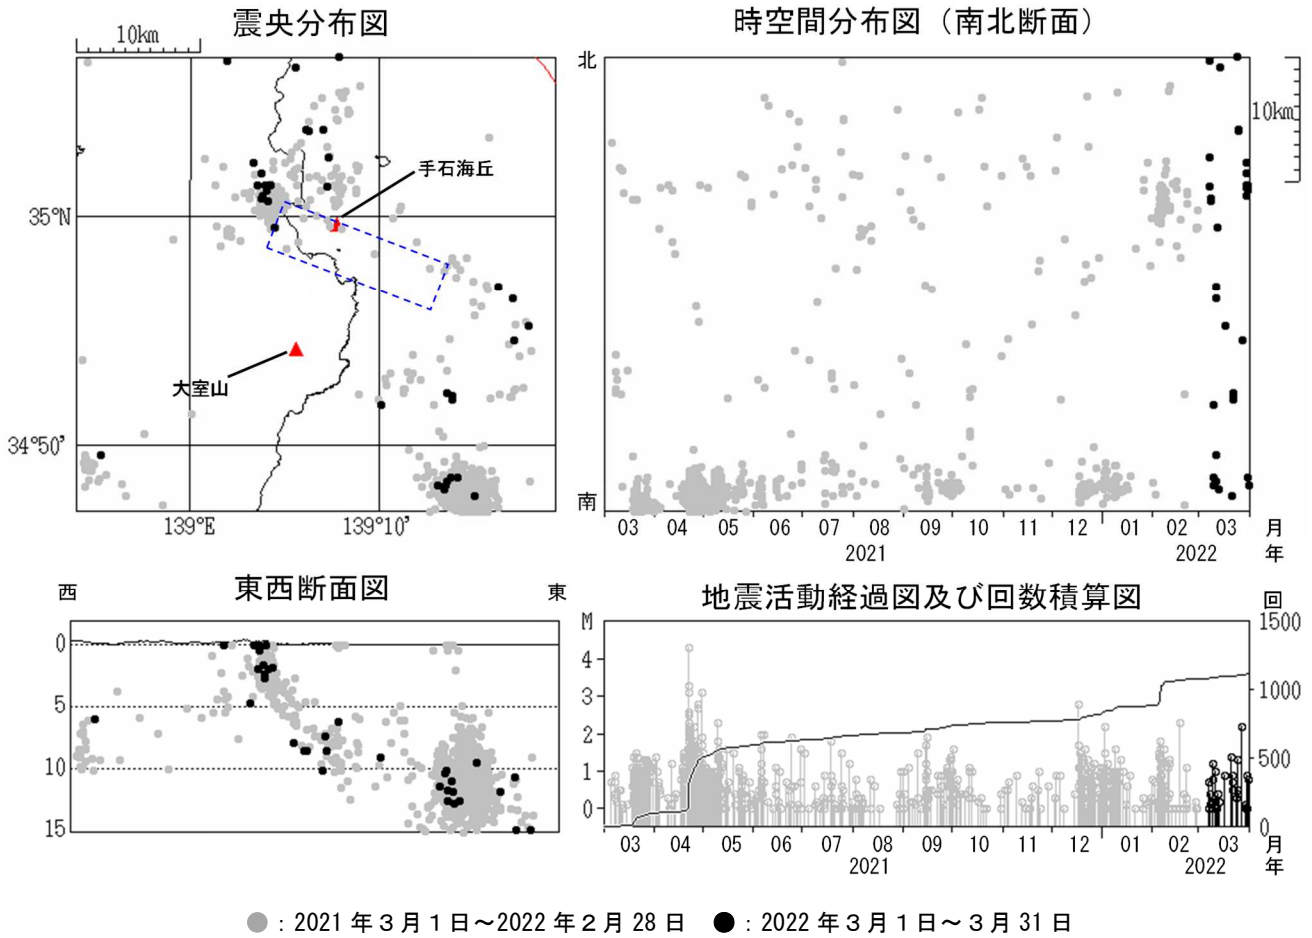 震央分布図
時空間分布図（南北断面）
10km
北
10km
手石海丘
35°N
大室山
34°50'
南
139°E
139°10'
03 04 05 06 07 08 09 10 11 12 01 02 03 月
2021 2022 年
西
東西断面図
東
地震活動経過図及び回数積算図
M
回
0
5
10
15
4
3
2
1
0
1500
1000
500
0
03 04 05 06 07 08 09 10 11 12 01 02 03 月
2021 2022 年
●：2021年３月１日～2022年２月28日 ●：2022年３月１日～３月31日